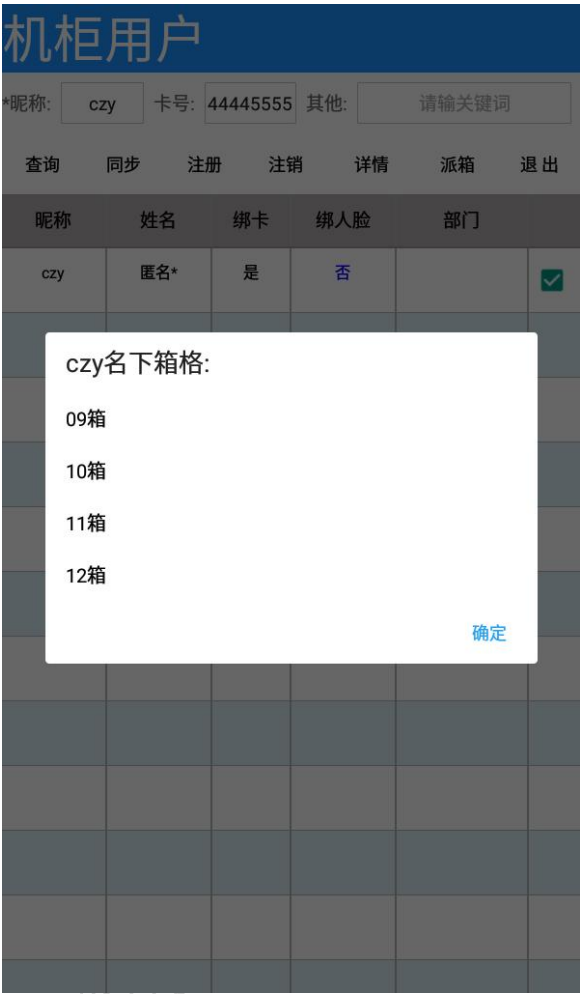 机柜用户
*昵称: czy 卡号: 44445555 其他: 请输关键词
查询 同步 注册 注销 详情 派箱 退出
昵称 姓名 绑卡 绑人脸 部门
czy 匿名* 是 否
czy名下箱格:
09箱
10箱
11箱
12箱
确定